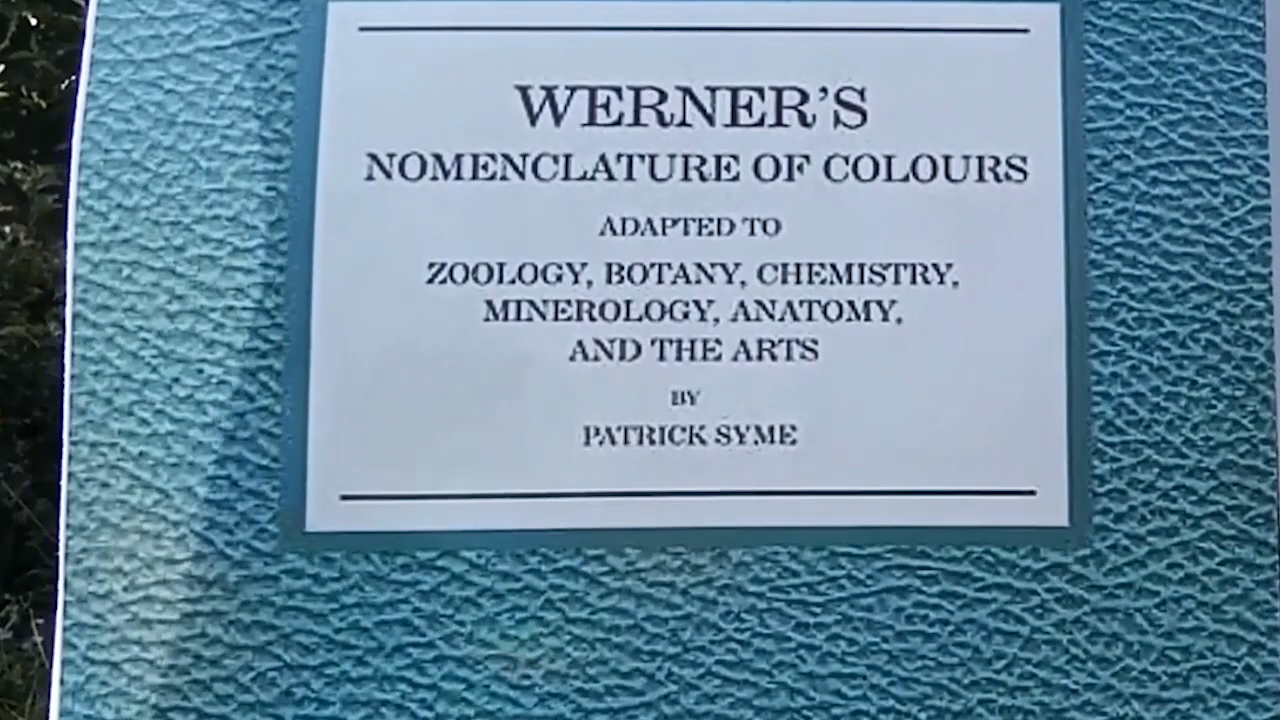 WERNER'S
NOMENCLATURE OF COLOURS
ADAPTED TO
ZOOLOGY, BOTANY, CHEMISTRY,
MINEROLOGY, ANATOMY,
AND THE ARTS
BY
PATRICK SYME